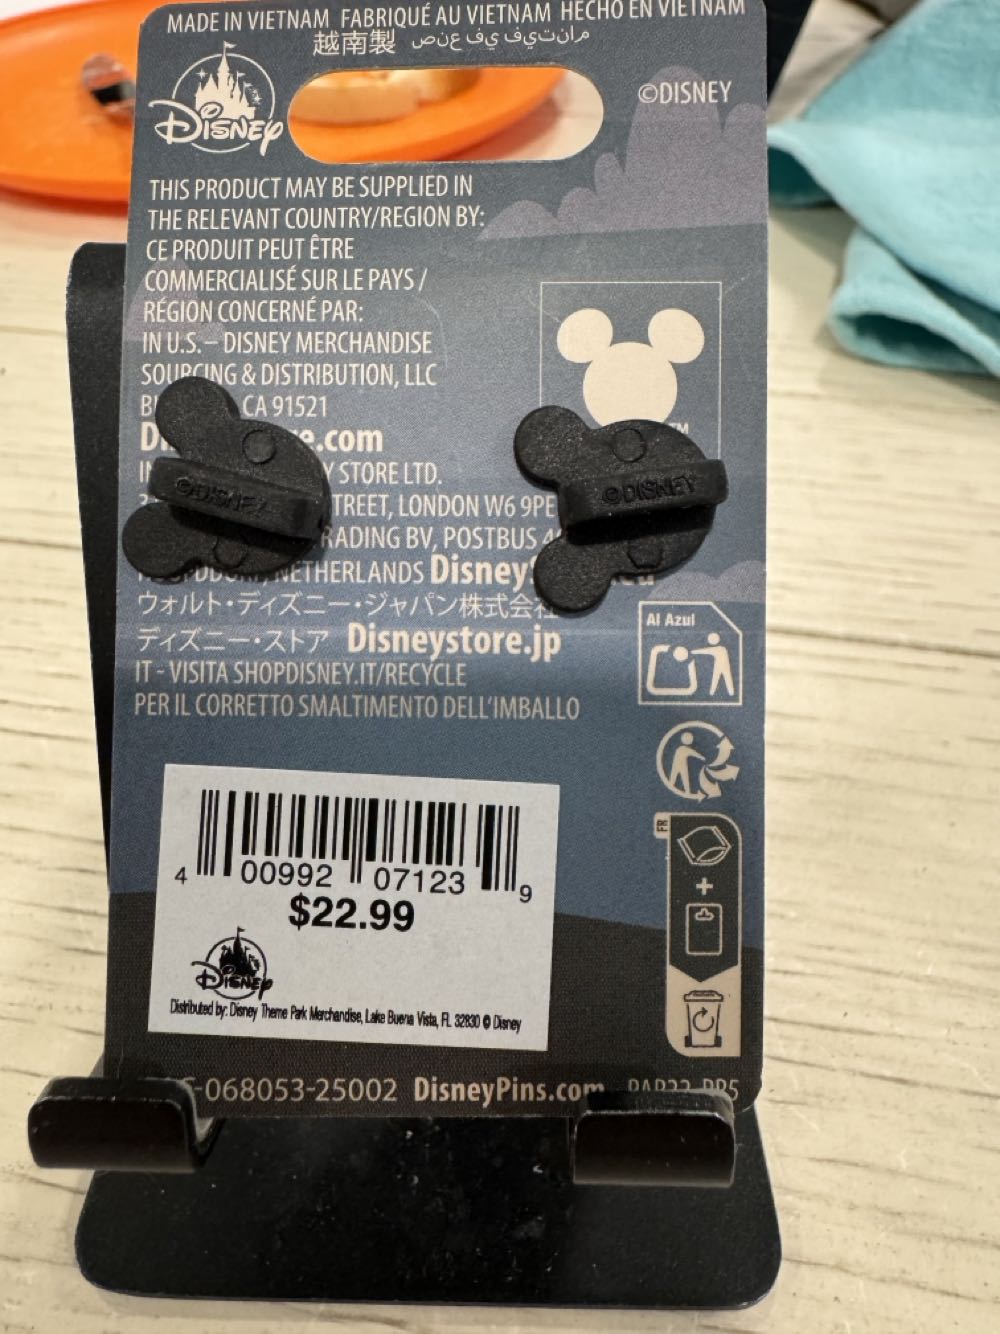 MADE IN VIETNAM FABRIQUÉ AU VIETNAM HECHO EN VIETNAM
越南製 مانتيف يف عنص
Disney
©DISNEY
THIS PRODUCT MAY BE SUPPLIED IN
THE RELEVANT COUNTRY/REGION BY:
CE PRODUIT PEUT ÊTRE
COMMERCIALISÉ SUR LE PAYS /
RÉGION CONCERNÉ PAR:
IN U.S.– DISNEY MERCHANDISE
SOURCING & DISTRIBUTION, LLC
CA 91521
.com
TM
STORE LTD.
©DISNEY
©DISNEY
LONDON W6 9PE
BV, POSTBUS
NETHERLANDS
ウォルト・ディズニー・ジャパン株式会社
ディズニー・ストア Disneystore.jp
Al Azul
IT - VISITA SHOPDISNEY.IT/RECYCLE
PER IL CORRETTO SMALTIMENTO DELL'IMBALLO
FR
+
4 00992 07123 9
$22.99
Disney
Distributed by: Disney Theme Park Merchandise, Lake Buena Vista, FL 32830 © Disney
-068053-25002 DisneyPins.com